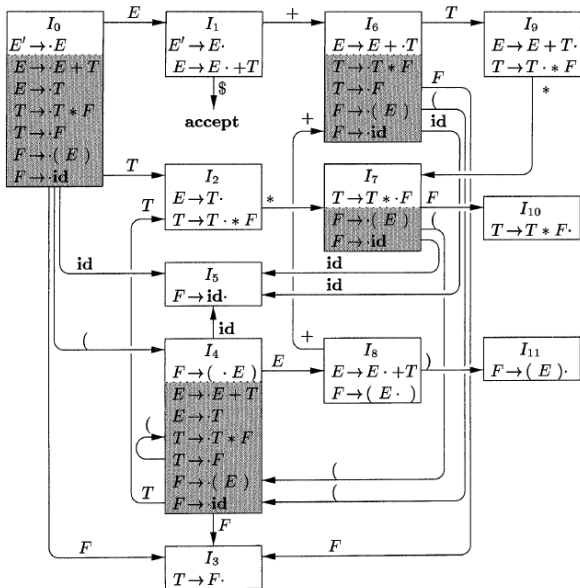 I₀
E′ → ·E
E → ·E + T
E → ·T
T → ·T * F
T → ·F
F → ·( E )
F → ·id
E
I₁
E′ → E·
E → E· +T
$
accept
+
I₆
E → E + ·T
T → ·T * F
T → ·F
F → ·( E )
F → ·id
T
F
(
id
I₉
E → E + T·
T → T· * F
*
+
T
I₂
E → T·
T → T· * F
T
*
I₇
T → T * ·F
F → ·( E )
F → ·id
F
(
I₁₀
T → T * F·
id
I₅
F → id·
id
id
id
(
I₄
F → ( ·E )
E → ·E + T
E → ·T
T → ·T * F
T → ·F
F → ·( E )
F → ·id
E
+
I₈
E → E· +T
F → ( E· )
)
I₁₁
F → ( E )·
(
T
(
(
F
F
I₃
T → F·
F